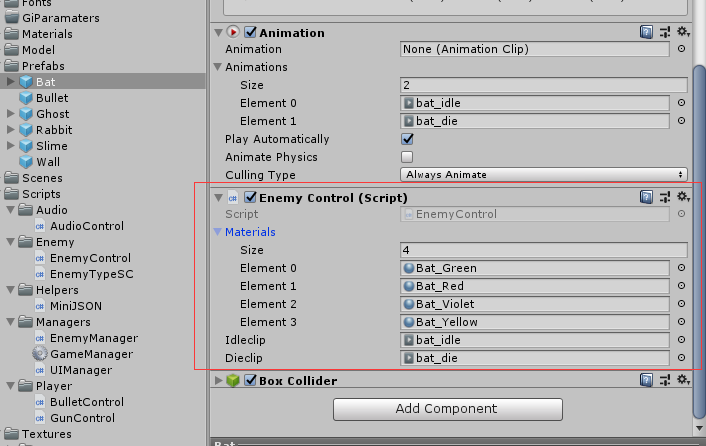 Fonts
GiParamaters
Materials
Model
Prefabs
Bat
Bullet
Ghost
Rabbit
Slime
Wall
Scenes
Scripts
Audio
AudioControl
Enemy
EnemyControl
EnemyTypeSC
Helpers
MiniJSON
Managers
EnemyManager
GameManager
UIManager
Player
BulletControl
GunControl
Textures
Animation
Animation None (Animation Clip)
Animations
Size 2
Element 0 bat_idle
Element 1 bat_die
Play Automatically
Animate Physics
Culling Type Always Animate
Enemy Control (Script)
Script EnemyControl
Materials
Size 4
Element 0 Bat_Green
Element 1 Bat_Red
Element 2 Bat_Violet
Element 3 Bat_Yellow
Idleclip bat_idle
Dieclip bat_die
Box Collider
Add Component
Bat